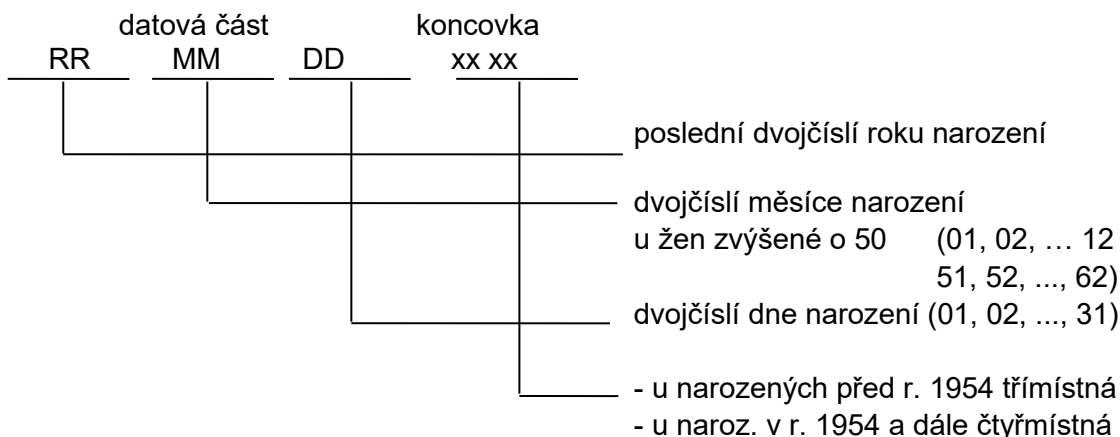 datová část koncovka
RR MM DD xx xx
poslední dvojčíslí roku narození
dvojčíslí měsíce narození
u žen zvýšené o 50 (01, 02, … 12
51, 52, ..., 62)
dvojčíslí dne narození (01, 02, ..., 31)
- u narozených před r. 1954 třímístná
- u naroz. v r. 1954 a dále čtyřmístná